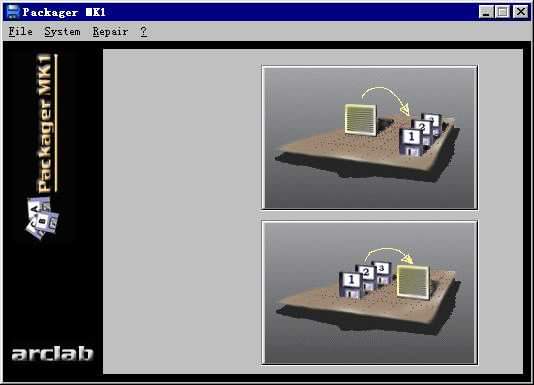 Packager MK1
File System Repair ?
Packager MK1
A
B
C
1 2 3
1 2 3
arclab